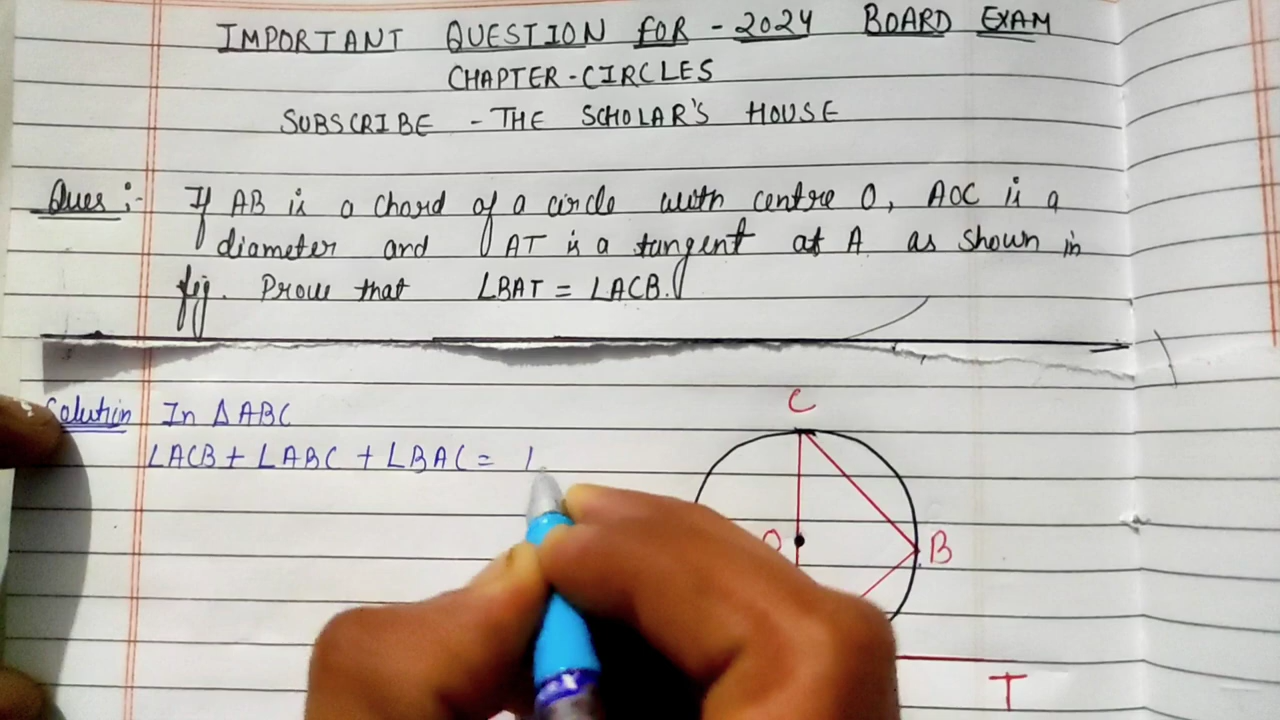 IMPORTANT QUESTION FOR - 2024 BOARD EXAM
CHAPTER-CIRCLES
SUBSCRIBE - THE SCHOLAR'S HOUSE
Ques :- If AB is a chord of a circle with centre O, AOC is a
diameter and AT is a tangent at A as shown in
fig. Prove that ∠BAT = ∠ACB.
Solution In ΔABC
∠ACB + ∠ABC + ∠BAC = 1
C
O
B
T